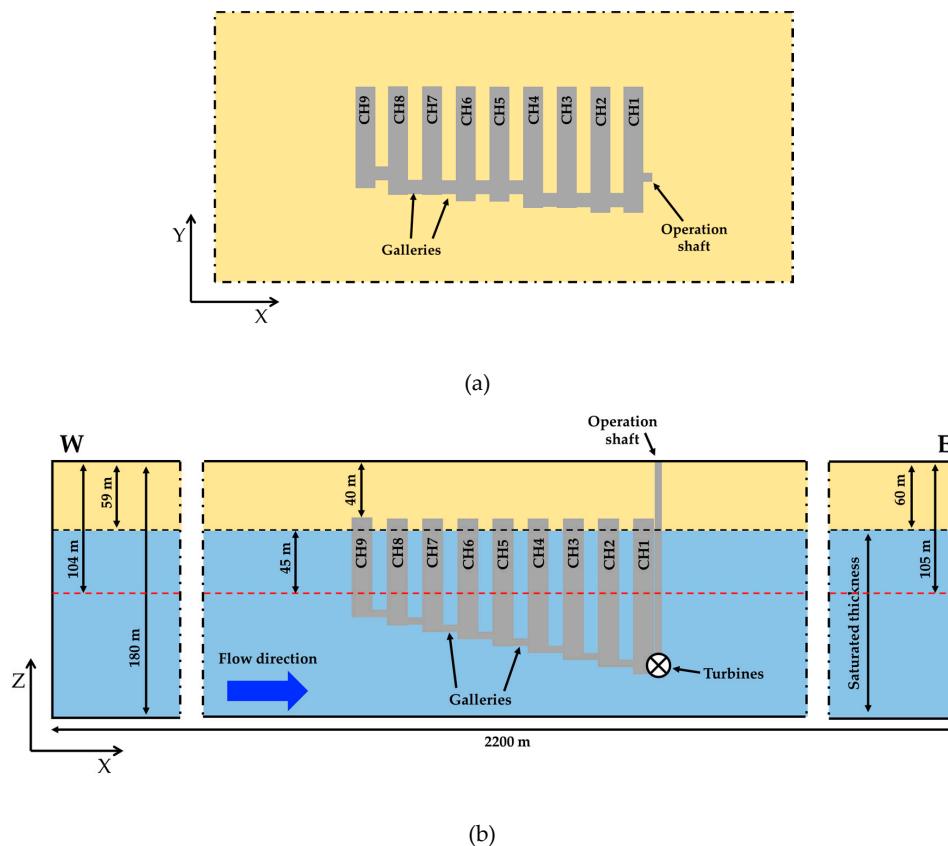 CH9
CH8
CH7
CH6
CH5
CH4
CH3
CH2
CH1
Galleries
Operation
shaft
Y
X
(a)
Operation
shaft
W
E
59 m
104 m
180 m
40 m
45 m
60 m
105 m
CH9
CH8
CH7
CH6
CH5
CH4
CH3
CH2
CH1
Saturated thickness
Flow direction
Galleries
Turbines
Z
X
2200 m
(b)